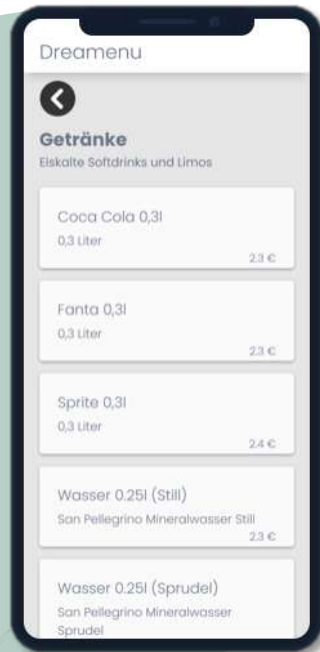 Dreamenu
Getränke
Eiskalte Softdrinks und Limos
Coca Cola 0,3l
0,3 Liter
2.3 €
Fanta 0,3l
0,3 Liter
2.3 €
Sprite 0,3l
0,3 Liter
2.4 €
Wasser 0.25l (Still)
San Pellegrino Mineralwasser Still
2.3 €
Wasser 0.25l (Sprudel)
San Pellegrino Mineralwasser
Sprudel